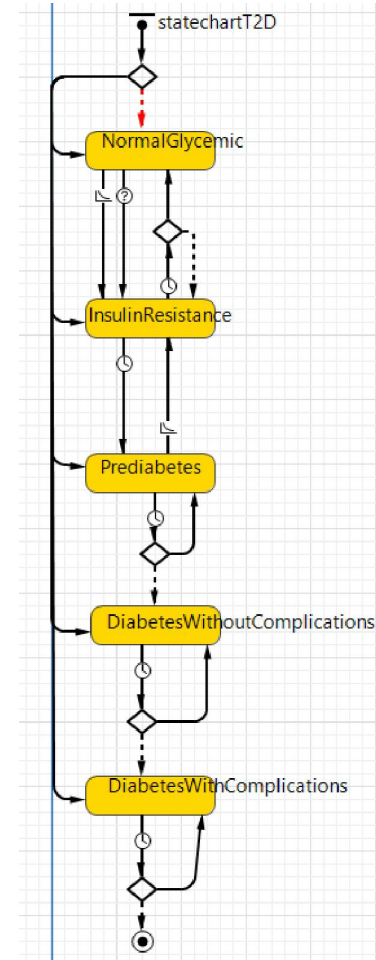 statechartT2D
NormalGlycemic
?
InsulinResistance
Prediabetes
DiabetesWithoutComplications
DiabetesWithComplications